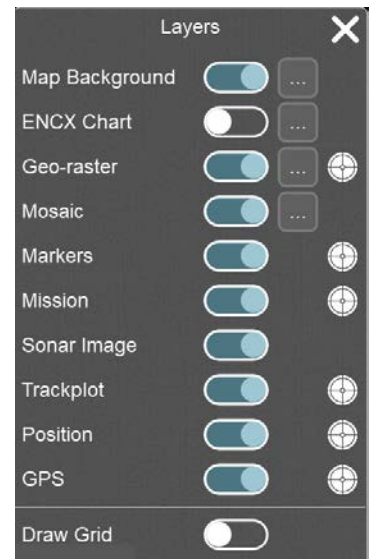 Layers
Map Background ...
ENCX Chart ...
Geo-raster ...
Mosaic ...
Markers
Mission
Sonar Image
Trackplot
Position
GPS
Draw Grid